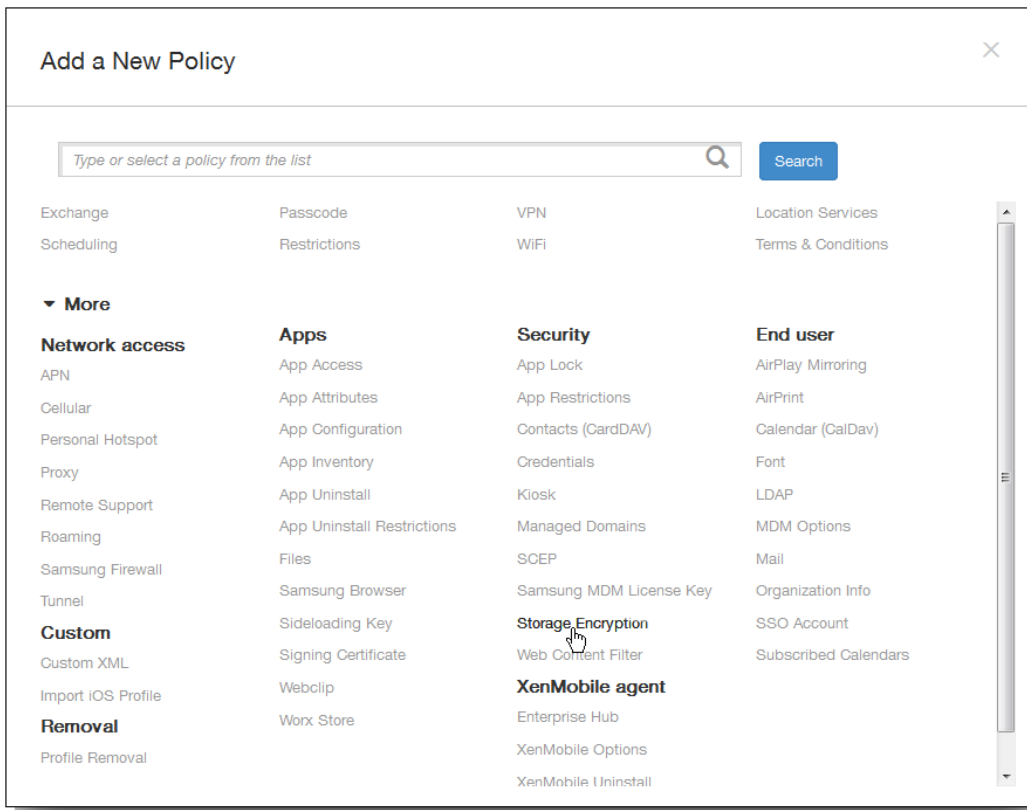 Add a New Policy
Type or select a policy from the list
Search
Exchange
Passcode
VPN
Location Services
Scheduling
Restrictions
WiFi
Terms & Conditions
More
Network access
APN
Cellular
Personal Hotspot
Proxy
Remote Support
Roaming
Samsung Firewall
Tunnel
Custom
Custom XML
Import iOS Profile
Removal
Profile Removal
Apps
App Access
App Attributes
App Configuration
App Inventory
App Uninstall
App Uninstall Restrictions
Files
Samsung Browser
Sideloading Key
Signing Certificate
Webclip
Worx Store
Security
App Lock
App Restrictions
Contacts (CardDAV)
Credentials
Kiosk
Managed Domains
SCEP
Samsung MDM License Key
Storage Encryption
Web Content Filter
XenMobile agent
Enterprise Hub
XenMobile Options
XenMobile Uninstall
End user
AirPlay Mirroring
AirPrint
Calendar (CalDav)
Font
LDAP
MDM Options
Mail
Organization Info
SSO Account
Subscribed Calendars